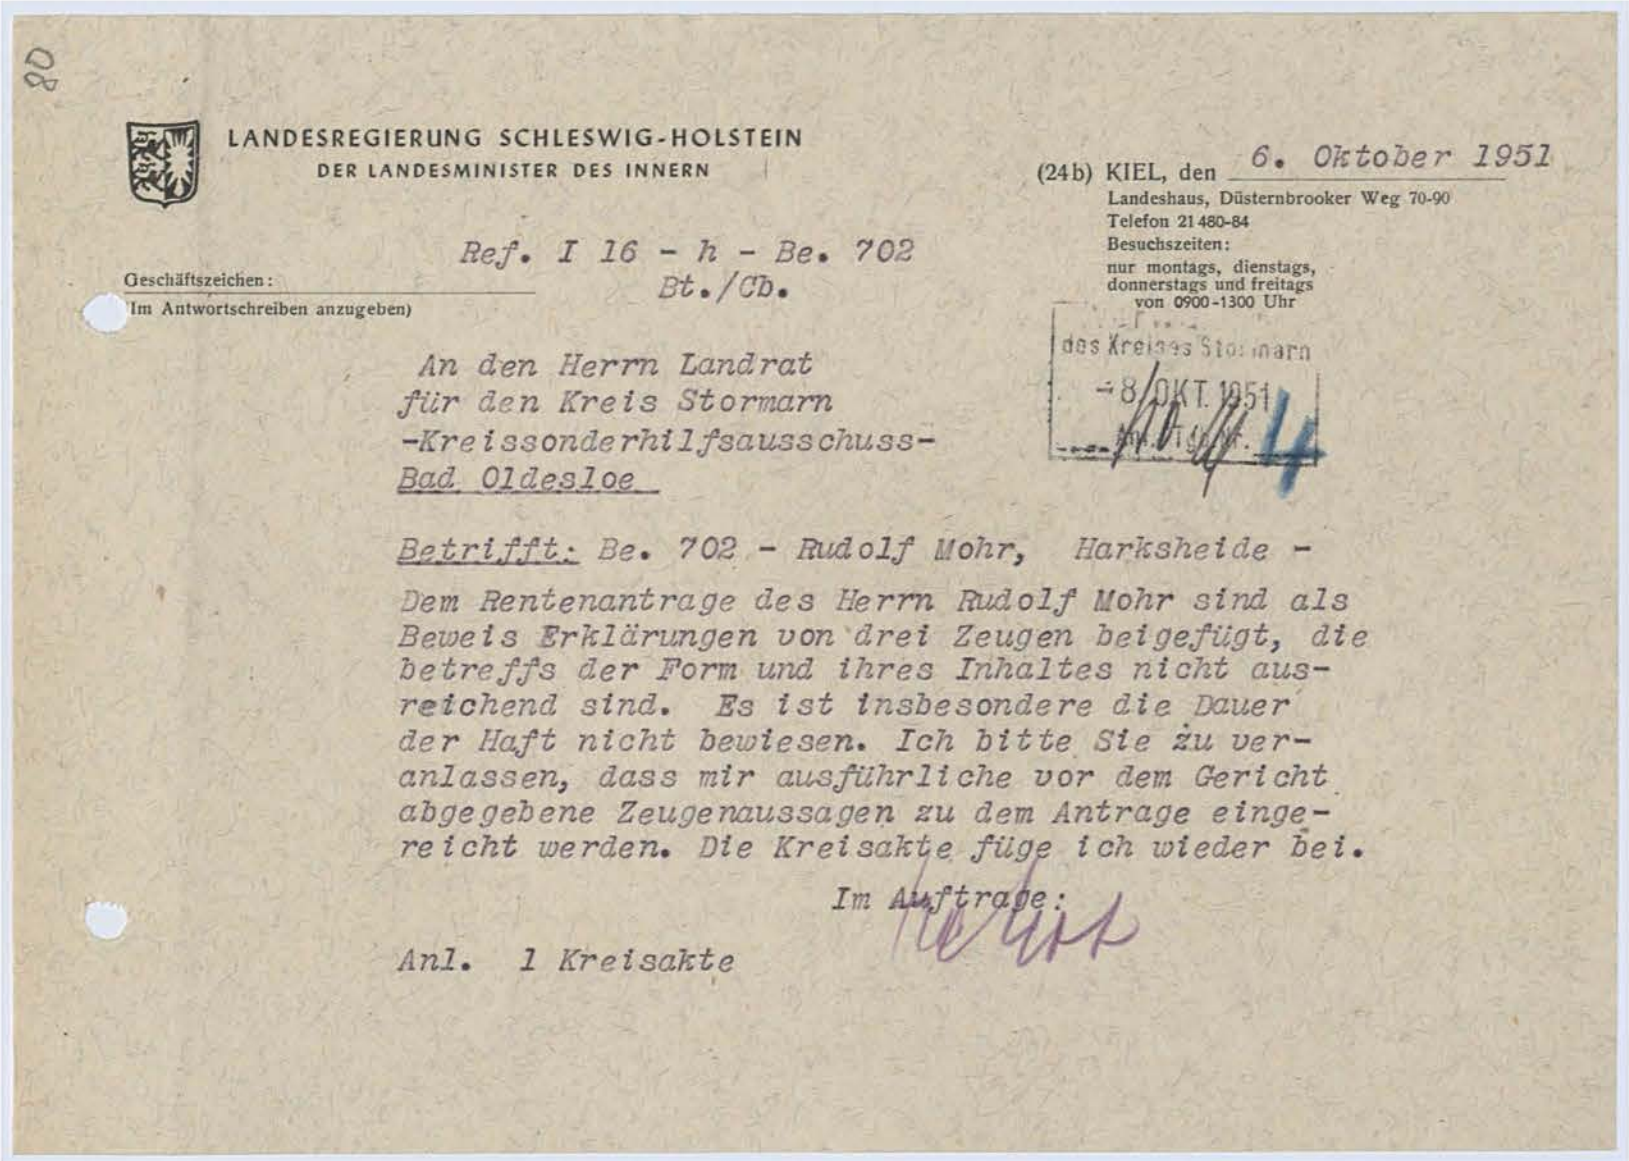 80
LANDESREGIERUNG SCHLESWIG-HOLSTEIN
DER LANDESMINISTER DES INNERN
(24b) KIEL, den 6. Oktober 1951
Landeshaus, Düsternbrooker Weg 70-90
Telefon 21 480-84
Besuchszeiten:
nur montags, dienstags,
donnerstags und freitags
von 0900-1300 Uhr
Ref. I 16 - h - Be. 702
Geschäftszeichen:
Bt./Cb.
(Im Antwortschreiben anzugeben)
des Kreises Stormarn
-8. OKT. 1951
4
An den Herrn Landrat
für den Kreis Stormarn
-Kreissonderhilfsausschuss-
Bad Oldesloe
Betrifft: Be. 702 - Rudolf Mohr, Harksheide -
Dem Rentenantrage des Herrn Rudolf Mohr sind als
Beweis Erklärungen von drei Zeugen beigefügt, die
betreffs der Form und ihres Inhaltes nicht aus-
reichend sind. Es ist insbesondere die Dauer
der Haft nicht bewiesen. Ich bitte Sie zu ver-
anlassen, dass mir ausführliche vor dem Gericht
abgegebene Zeugenaussagen zu dem Antrage einge-
reicht werden. Die Kreisakte füge ich wieder bei.
Im Auftrage:
Anl. 1 Kreisakte